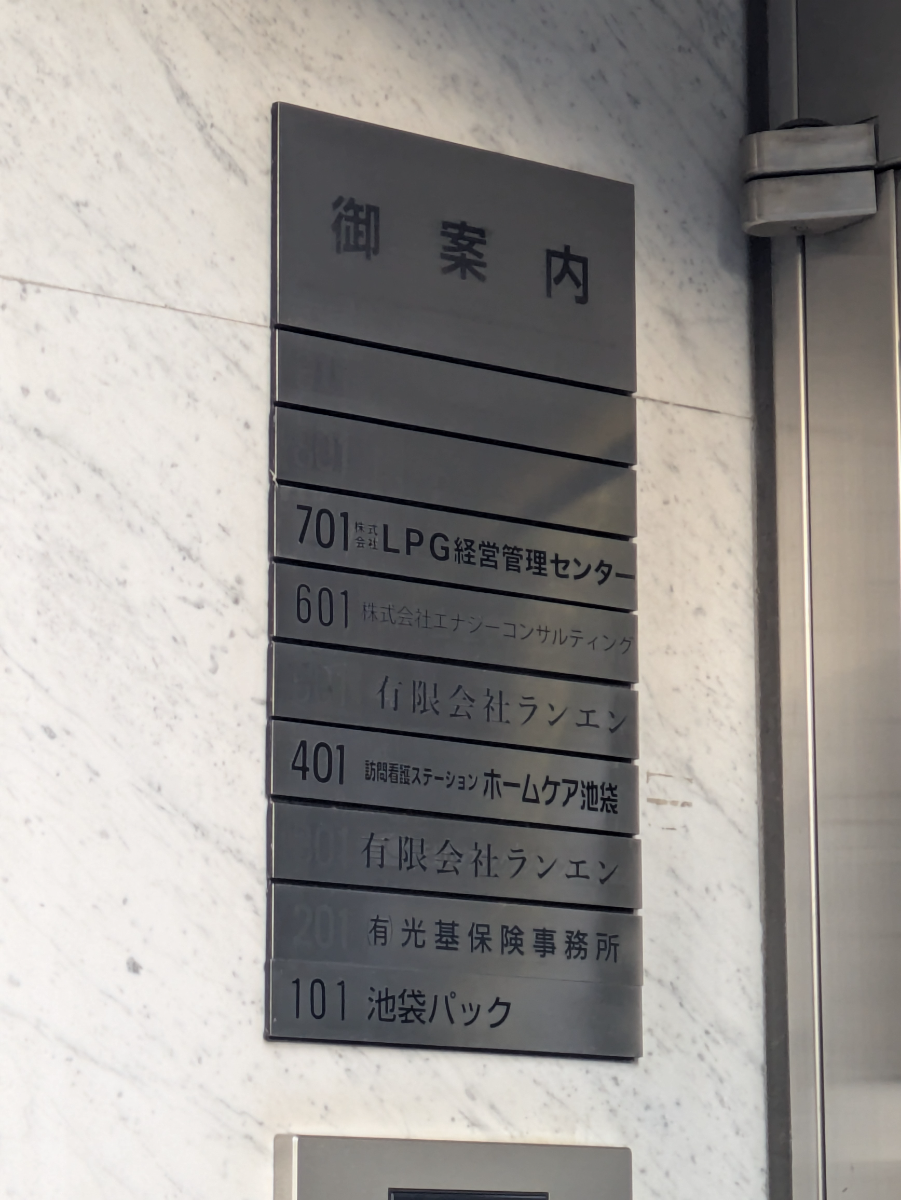 御案内
701 株式会社LPG経営管理センター
601 株式会社エナジーコンサルティング
有限会社ランエン
401 訪問看護ステーション ホームケア池袋
301 有限会社ランエン
201 ㈲光基保険事務所
101 池袋パック